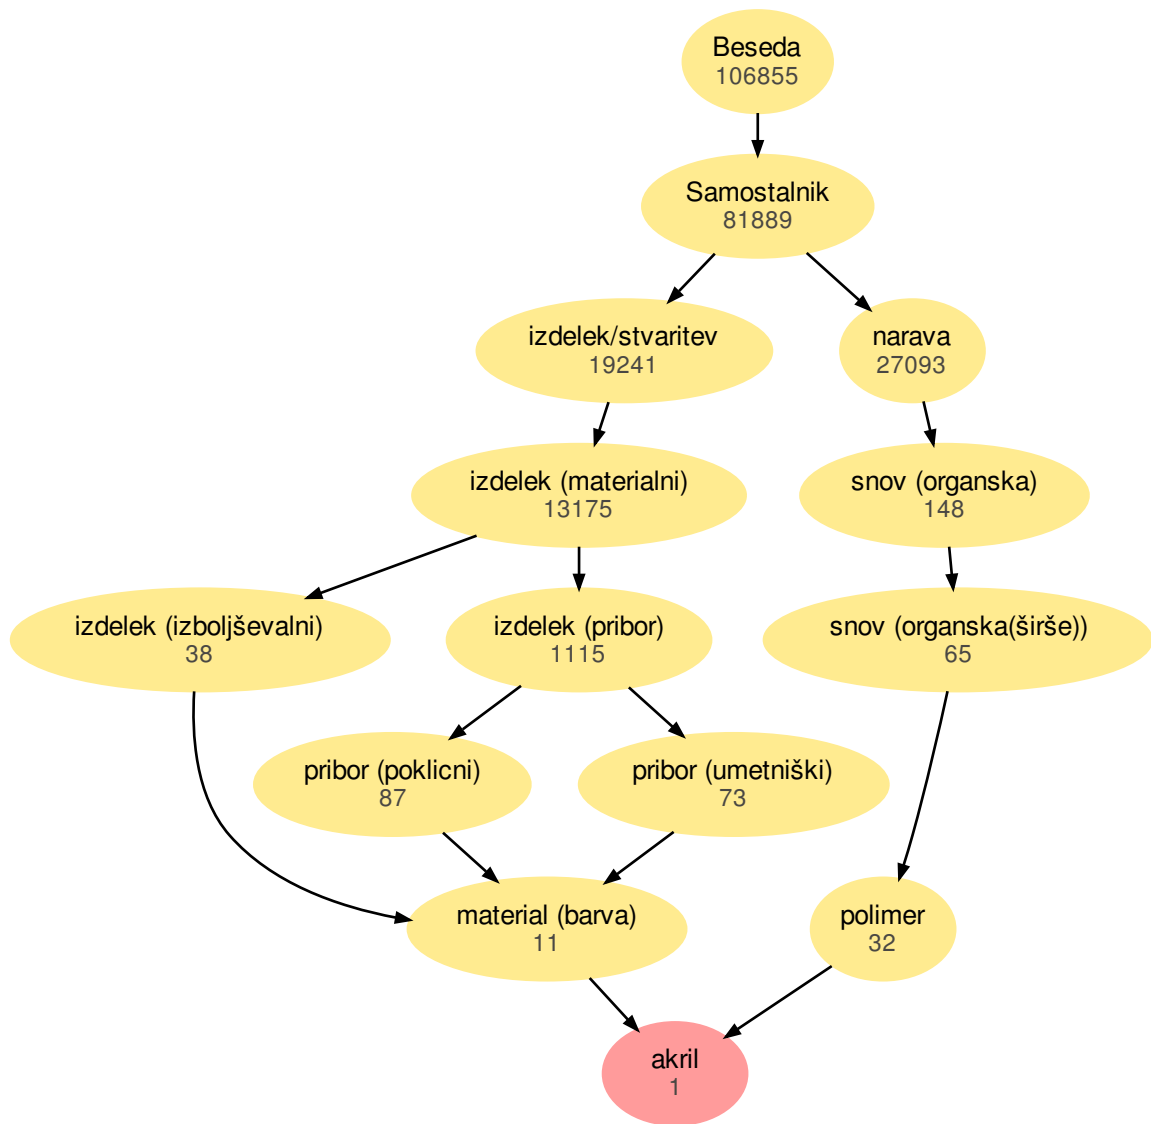 Beseda
106855
Samostalnik
81889
izdelek/stvaritev
19241
narava
27093
izdelek (materialni)
13175
snov (organska)
148
izdelek (izboljševalni)
38
izdelek (pribor)
1115
snov (organska(širše))
65
pribor (poklicni)
87
pribor (umetniški)
73
material (barva)
11
polimer
32
akril
1